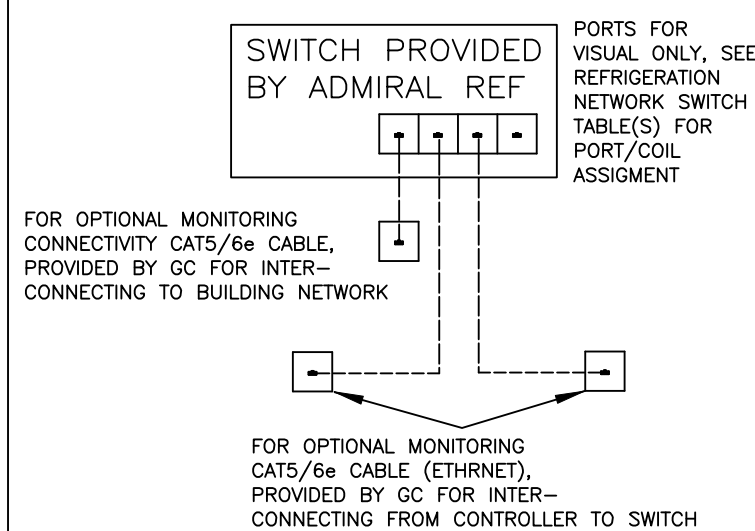 SWITCH PROVIDED
BY ADMIRAL REF
PORTS FOR
VISUAL ONLY, SEE
REFRIGERATION
NETWORK SWITCH
TABLE(S) FOR
PORT/COIL
ASSIGMENT
FOR OPTIONAL MONITORING
CONNECTIVITY CAT5/6e CABLE,
PROVIDED BY GC FOR INTER-
CONNECTING TO BUILDING NETWORK
FOR OPTIONAL MONITORING
CAT5/6e CABLE (ETHRNET),
PROVIDED BY GC FOR INTER-
CONNECTING FROM CONTROLLER TO SWITCH